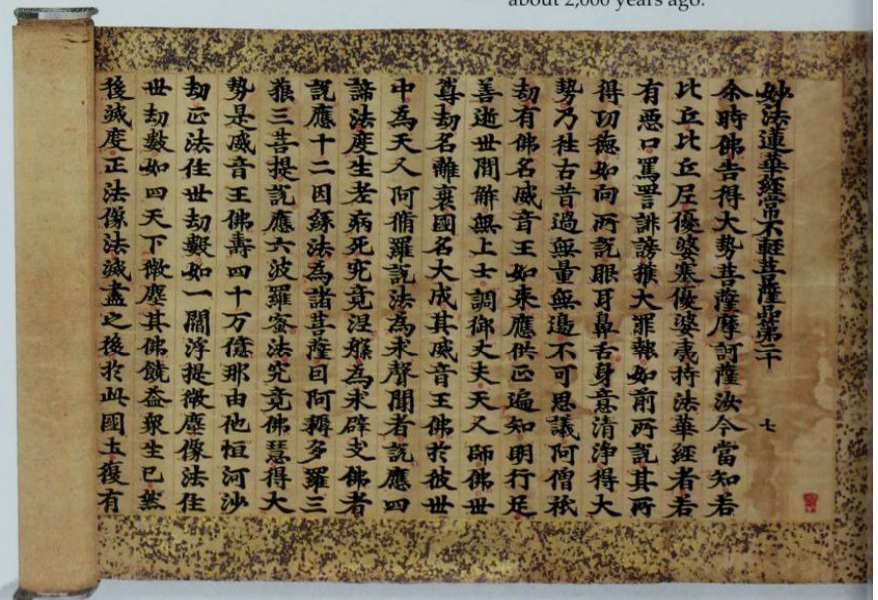 about 2,000 years ago.
妙法蓮華經常不輕菩薩品第二十 七
尒時佛告得大勢菩薩摩訶薩汝今當知若
比丘比丘尼優婆塞優婆夷持法華經者若
有惡口罵詈誹謗獲大罪報如前所說其所
得功德如向所說眼耳鼻舌身意清淨得大
勢乃往古昔過無量無邊不可思議阿僧祇
劫有佛名威音王如來應供正遍知明行足
善逝世間解無上士調御丈夫天人師佛世
尊劫名離衰國名大成其威音王佛於彼世
中為天人阿脩羅說法為求聲聞者說應四
諦法度生老病死究竟涅槃為求辟支佛者
說應十二因緣法為諸菩薩因阿耨多羅三
藐三菩提說應六波羅蜜法究竟佛慧得大
勢是威音王佛壽四十万億那由他恒河沙
劫正法住世劫數如一閻浮提微塵像法住
世劫數如四天下微塵其佛饒益眾生已然
後滅度正法像法滅盡之後於此國土復有